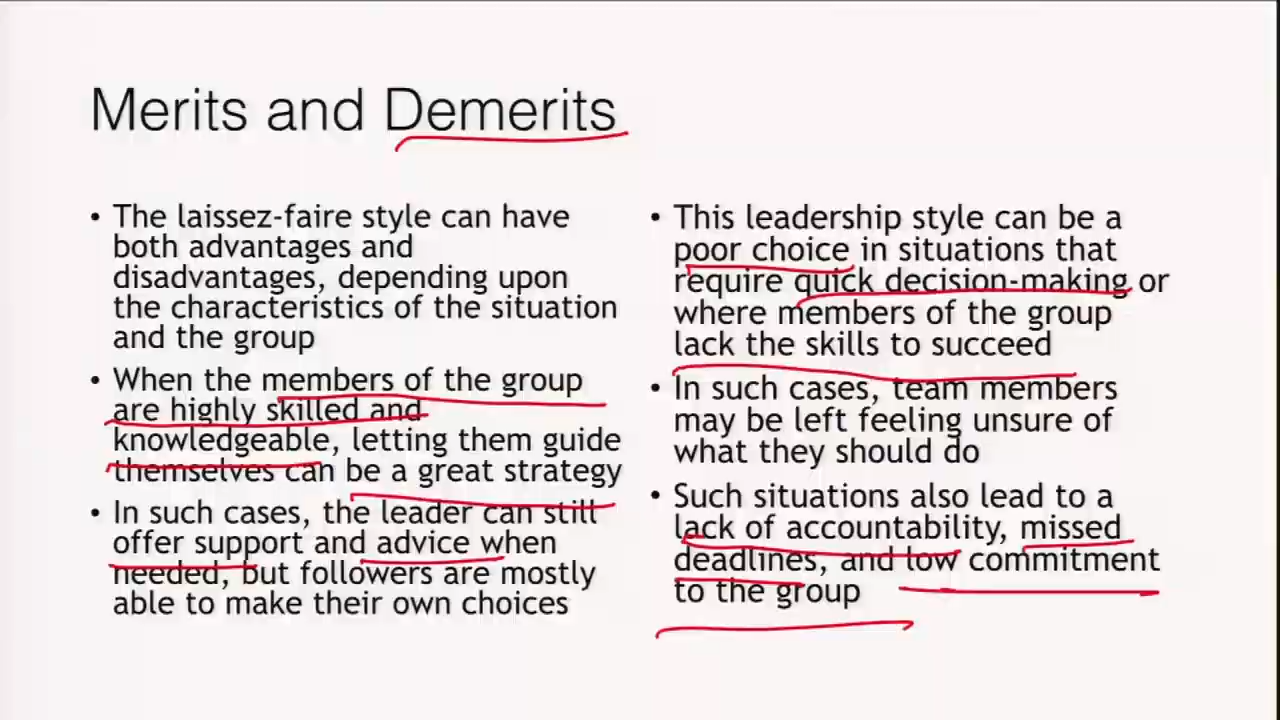 Merits and Demerits
• The laissez-faire style can have
both advantages and
disadvantages, depending upon
the characteristics of the situation
and the group
• When the members of the group
are highly skilled and
knowledgeable, letting them guide
themselves can be a great strategy
• In such cases, the leader can still
offer support and advice when
needed, but followers are mostly
able to make their own choices
• This leadership style can be a
poor choice in situations that
require quick decision-making or
where members of the group
lack the skills to succeed
• In such cases, team members
may be left feeling unsure of
what they should do
• Such situations also lead to a
lack of accountability, missed
deadlines, and low commitment
to the group